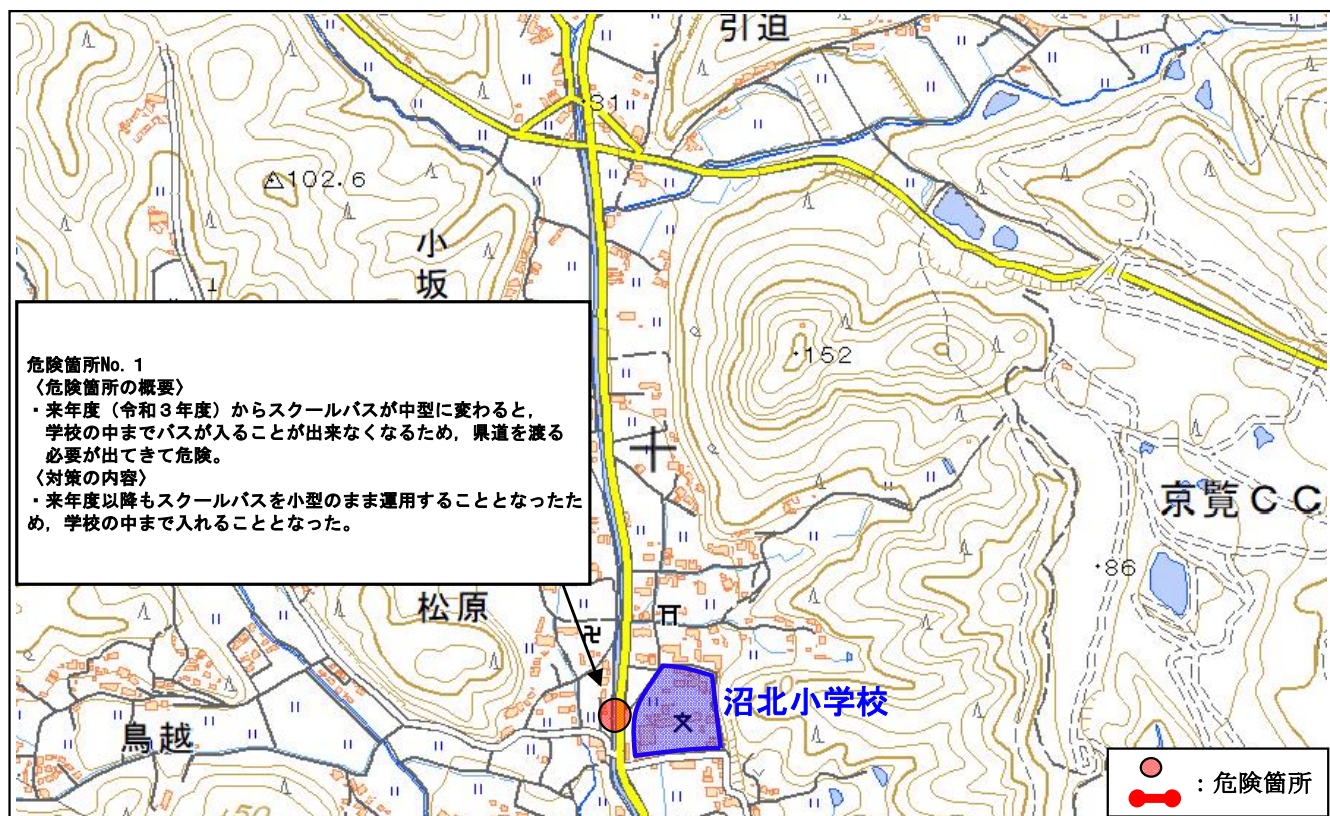 引迫
81
102.6
小坂
危険箇所No. 1
〈危険箇所の概要〉
・来年度（令和３年度）からスクールバスが中型に変わると，
学校の中までバスが入ることが出来なくなるため，県道を渡る
必要が出てきて危険。
〈対策の内容〉
・来年度以降もスクールバスを小型のまま運用することとなったた
め，学校の中まで入れることとなった。
152
京覧ＣＣ
86
松原
50
沼北小学校
文
鳥越
150
：危険箇所